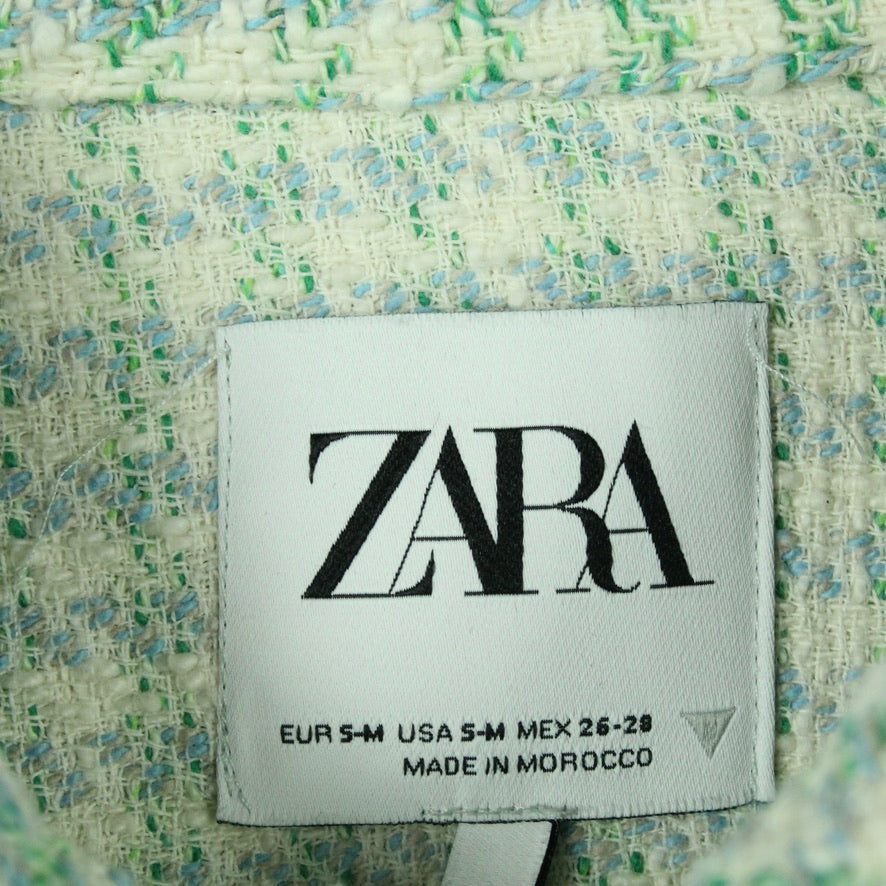 ZARA
EUR S-M USA S-M MEX 26-28
MADE IN MOROCCO